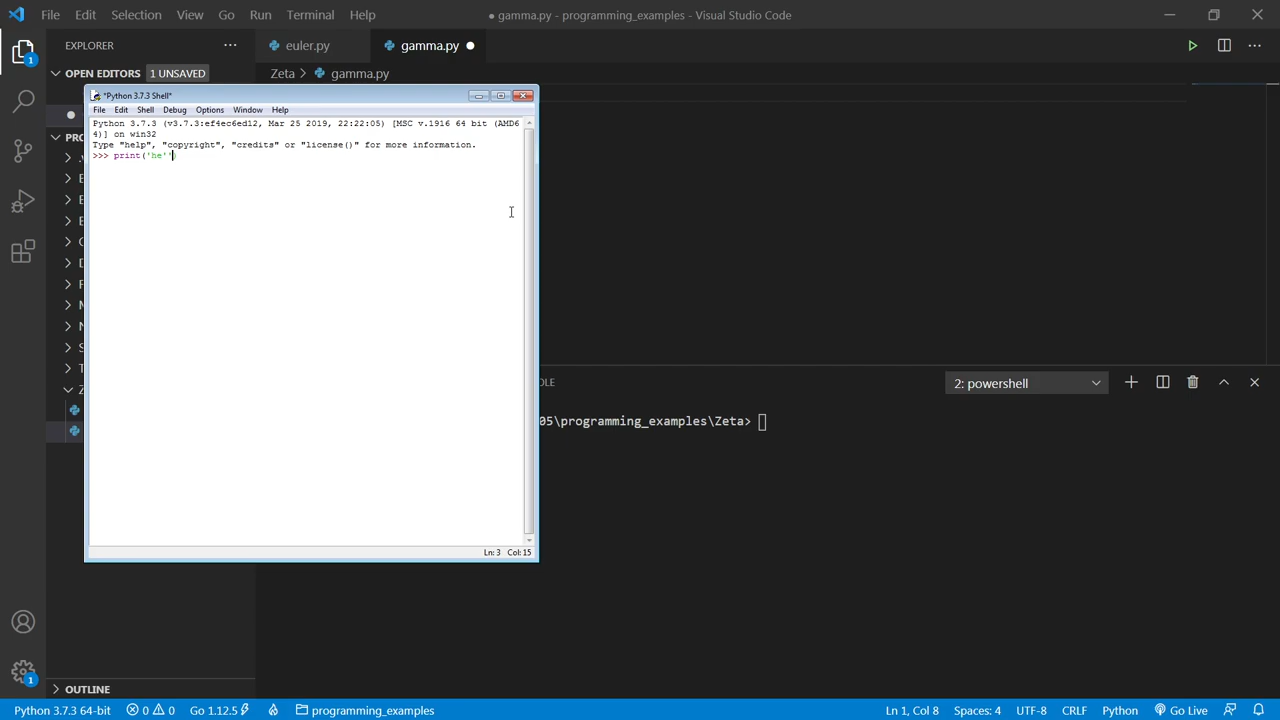 File Edit Selection View Go Run Terminal Help
● gamma.py - programming_examples - Visual Studio Code
EXPLORER
euler.py
gamma.py
OPEN EDITORS 1 UNSAVED
Zeta > gamma.py
*Python 3.7.3 Shell*
File Edit Shell Debug Options Window Help
Python 3.7.3 (v3.7.3:ef4ec6ed12, Mar 25 2019, 22:22:05) [MSC v.1916 64 bit (AMD6
4)] on win32
Type "help", "copyright", "credits" or "license()" for more information.
>>> print('he'')
2: powershell
05\programming_examples\Zeta>
Ln: 3 Col: 15
OUTLINE
Python 3.7.3 64-bit 0 0 Go 1.12.5 programming_examples
Ln 1, Col 8 Spaces: 4 UTF-8 CRLF Python Go Live